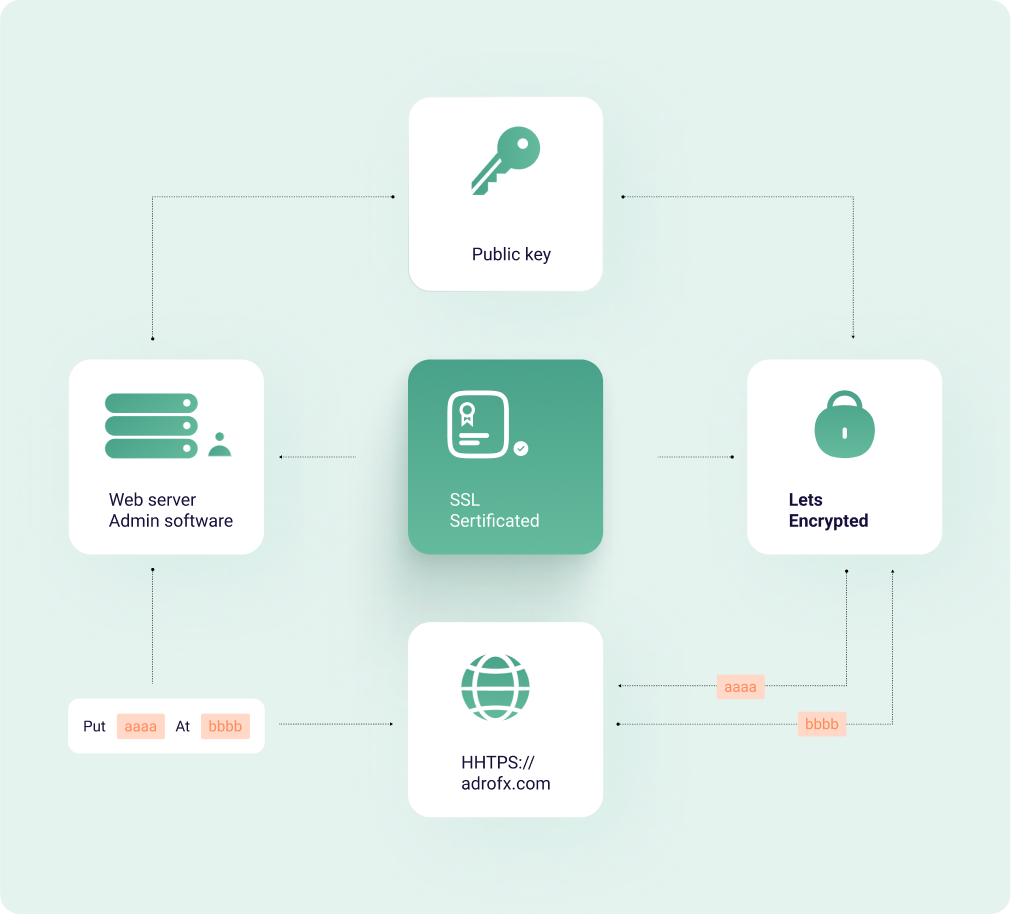 Public key
Web server
Admin software
SSL
Sertificated
Lets
Encrypted
aaaa
Put aaaa At bbbb
bbbb
HHTPS://
adrofx.com